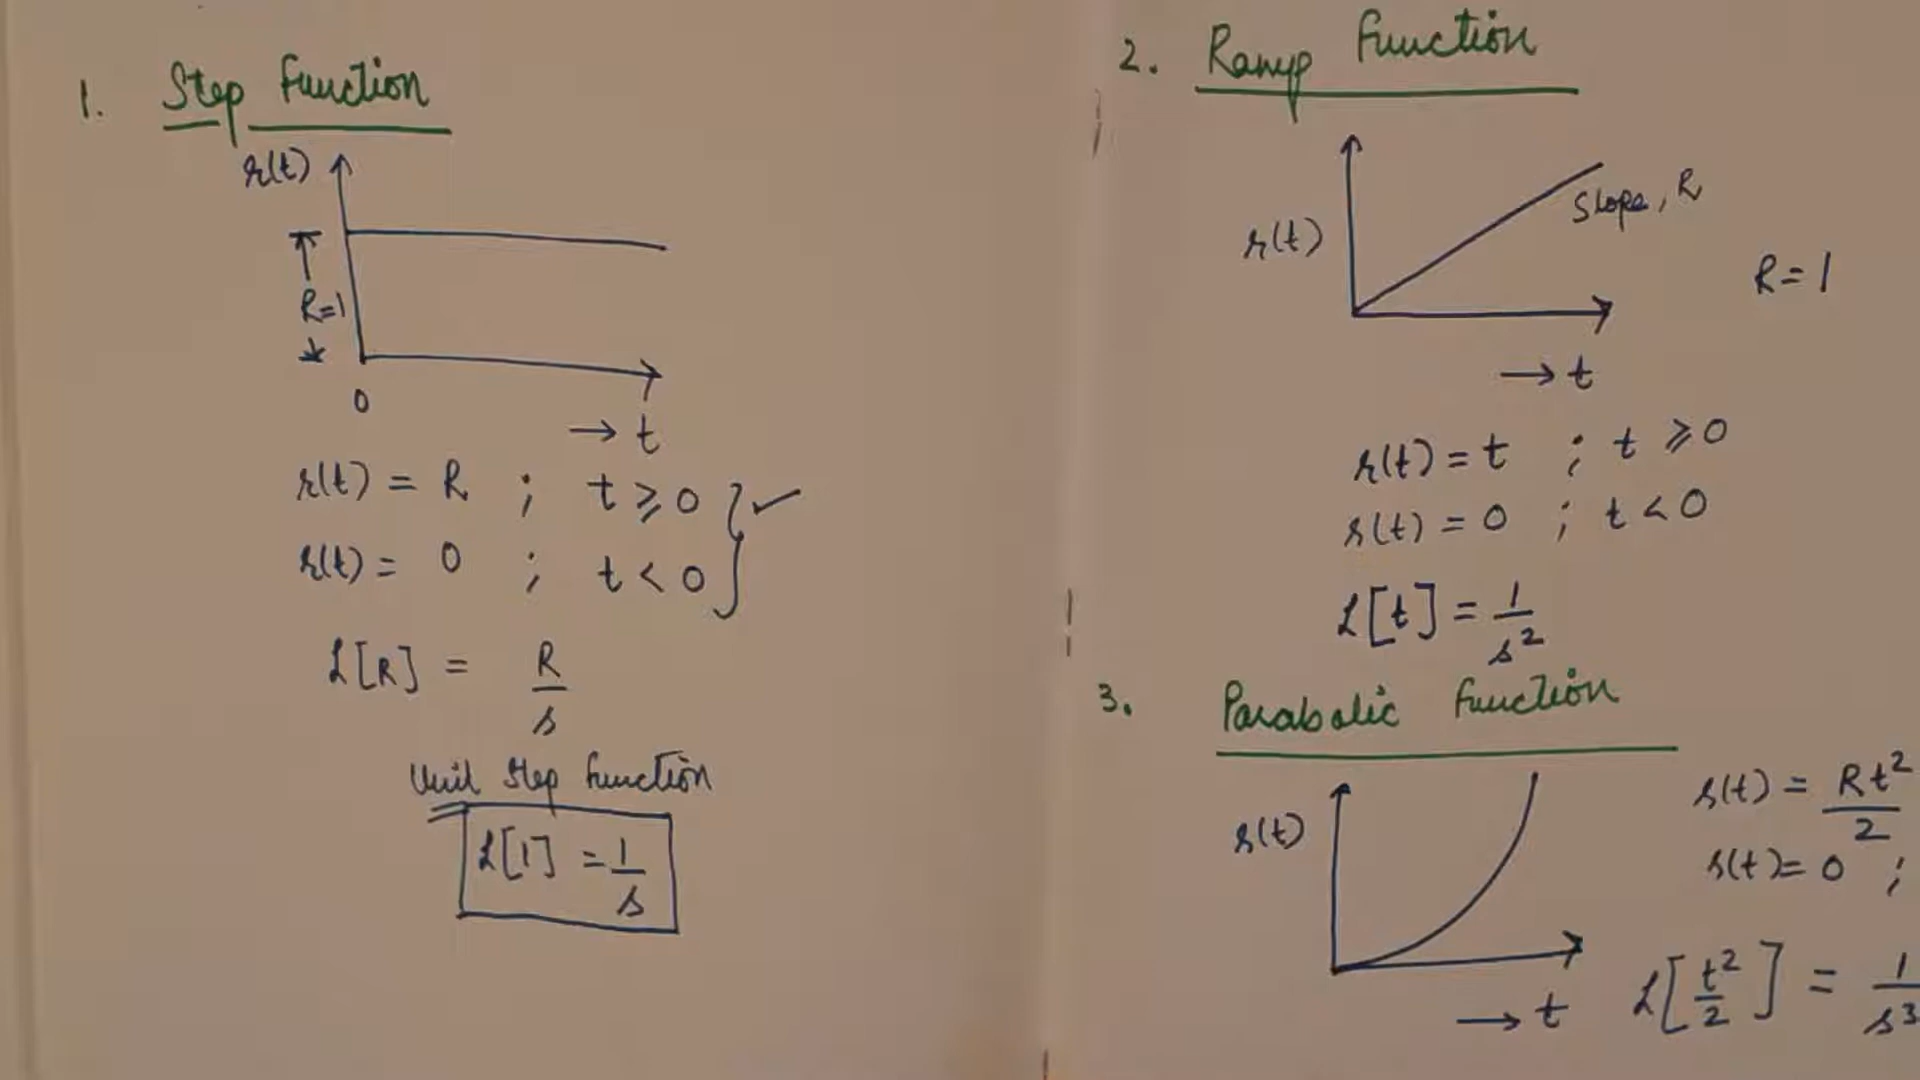 1. Step Function
r(t)
R=1
0
→ t
r(t) = R ; t ≥ 0
r(t) = 0 ; t < 0
L[R] = R/s
Unit Step Function
L[1] = 1/s
2. Ramp Function
r(t)
Slope, R
R = 1
→ t
r(t) = t ; t ≥ 0
r(t) = 0 ; t < 0
L[t] = 1/s²
3. Parabolic Function
r(t)
→ t
r(t) = Rt²/2
r(t) = 0 ;
L[t²/2] = 1/s³